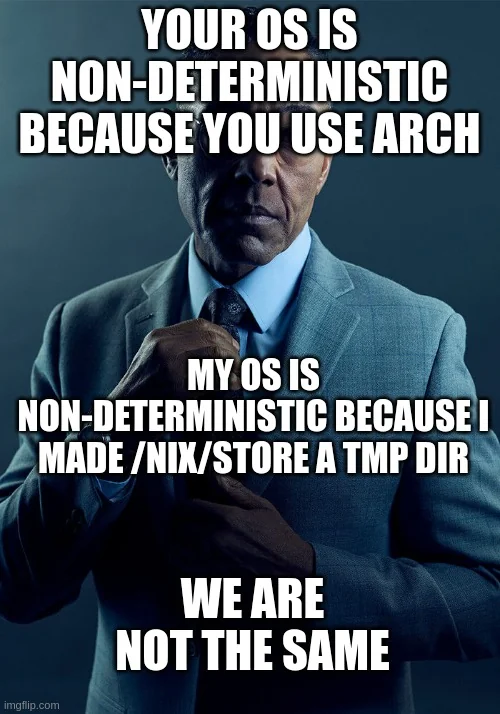 YOUR OS IS
NON-DETERMINISTIC
BECAUSE YOU USE ARCH
MY OS IS
NON-DETERMINISTIC BECAUSE I
MADE /NIX/STORE A TMP DIR
WE ARE
NOT THE SAME
imgflip.com